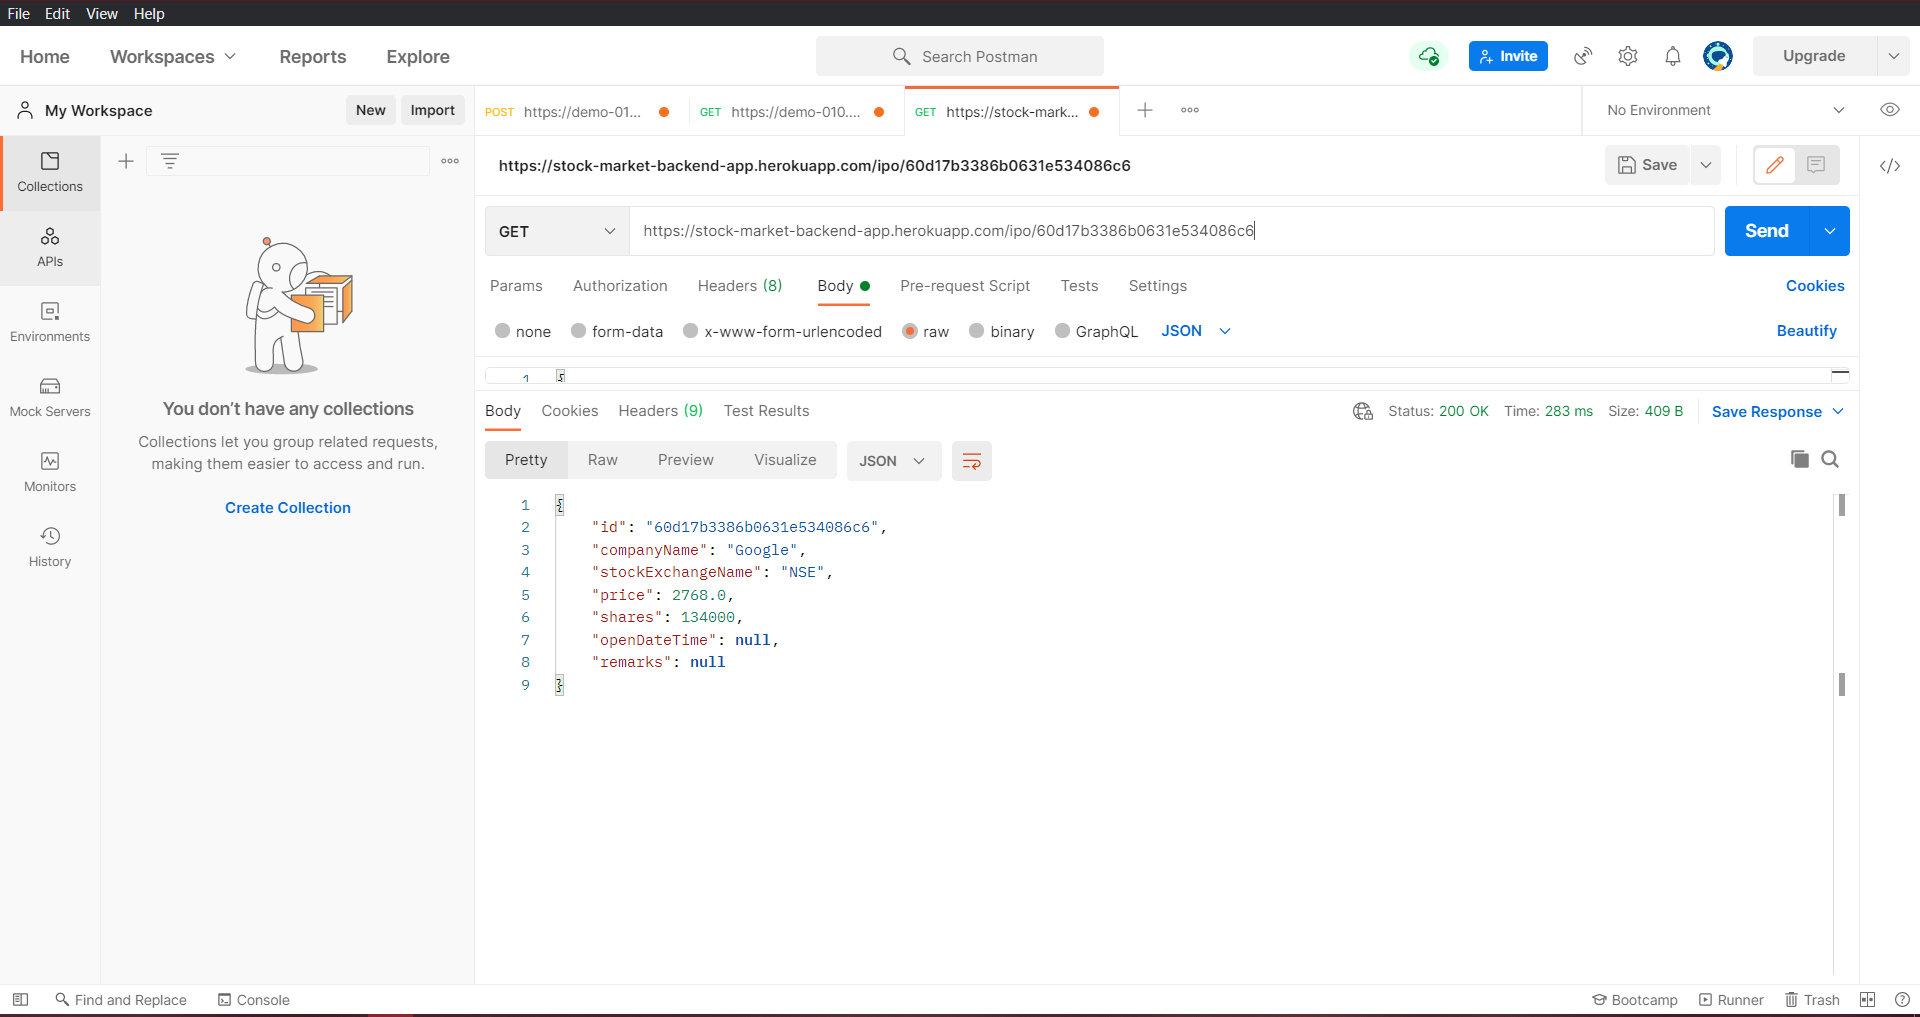 File Edit View Help
Home Workspaces Reports Explore Search Postman Invite Upgrade
My Workspace New Import POST https://demo-01... GET https://demo-010.... GET https://stock-mark... No Environment
https://stock-market-backend-app.herokuapp.com/ipo/60d17b3386b0631e534086c6 Save
GET https://stock-market-backend-app.herokuapp.com/ipo/60d17b3386b0631e534086c6 Send
Params Authorization Headers (8) Body Pre-request Script Tests Settings Cookies
none form-data x-www-form-urlencoded raw binary GraphQL JSON Beautify
1 {
Body Cookies Headers (9) Test Results Status: 200 OK Time: 283 ms Size: 409 B Save Response
Pretty Raw Preview Visualize JSON
1 {
2 "id": "60d17b3386b0631e534086c6",
3 "companyName": "Google",
4 "stockExchangeName": "NSE",
5 "price": 2768.0,
6 "shares": 134000,
7 "openDateTime": null,
8 "remarks": null
9 }
Collections
APIs
Environments
Mock Servers
Monitors
History
You don't have any collections
Collections let you group related requests,
making them easier to access and run.
Create Collection
Find and Replace Console Bootcamp Runner Trash